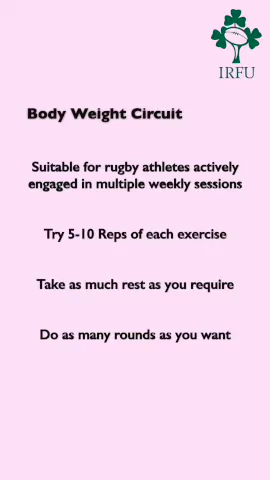 IRFU
Body Weight Circuit
Suitable for rugby athletes actively
engaged in multiple weekly sessions
Try 5-10 Reps of each exercise
Take as much rest as you require
Do as many rounds as you want